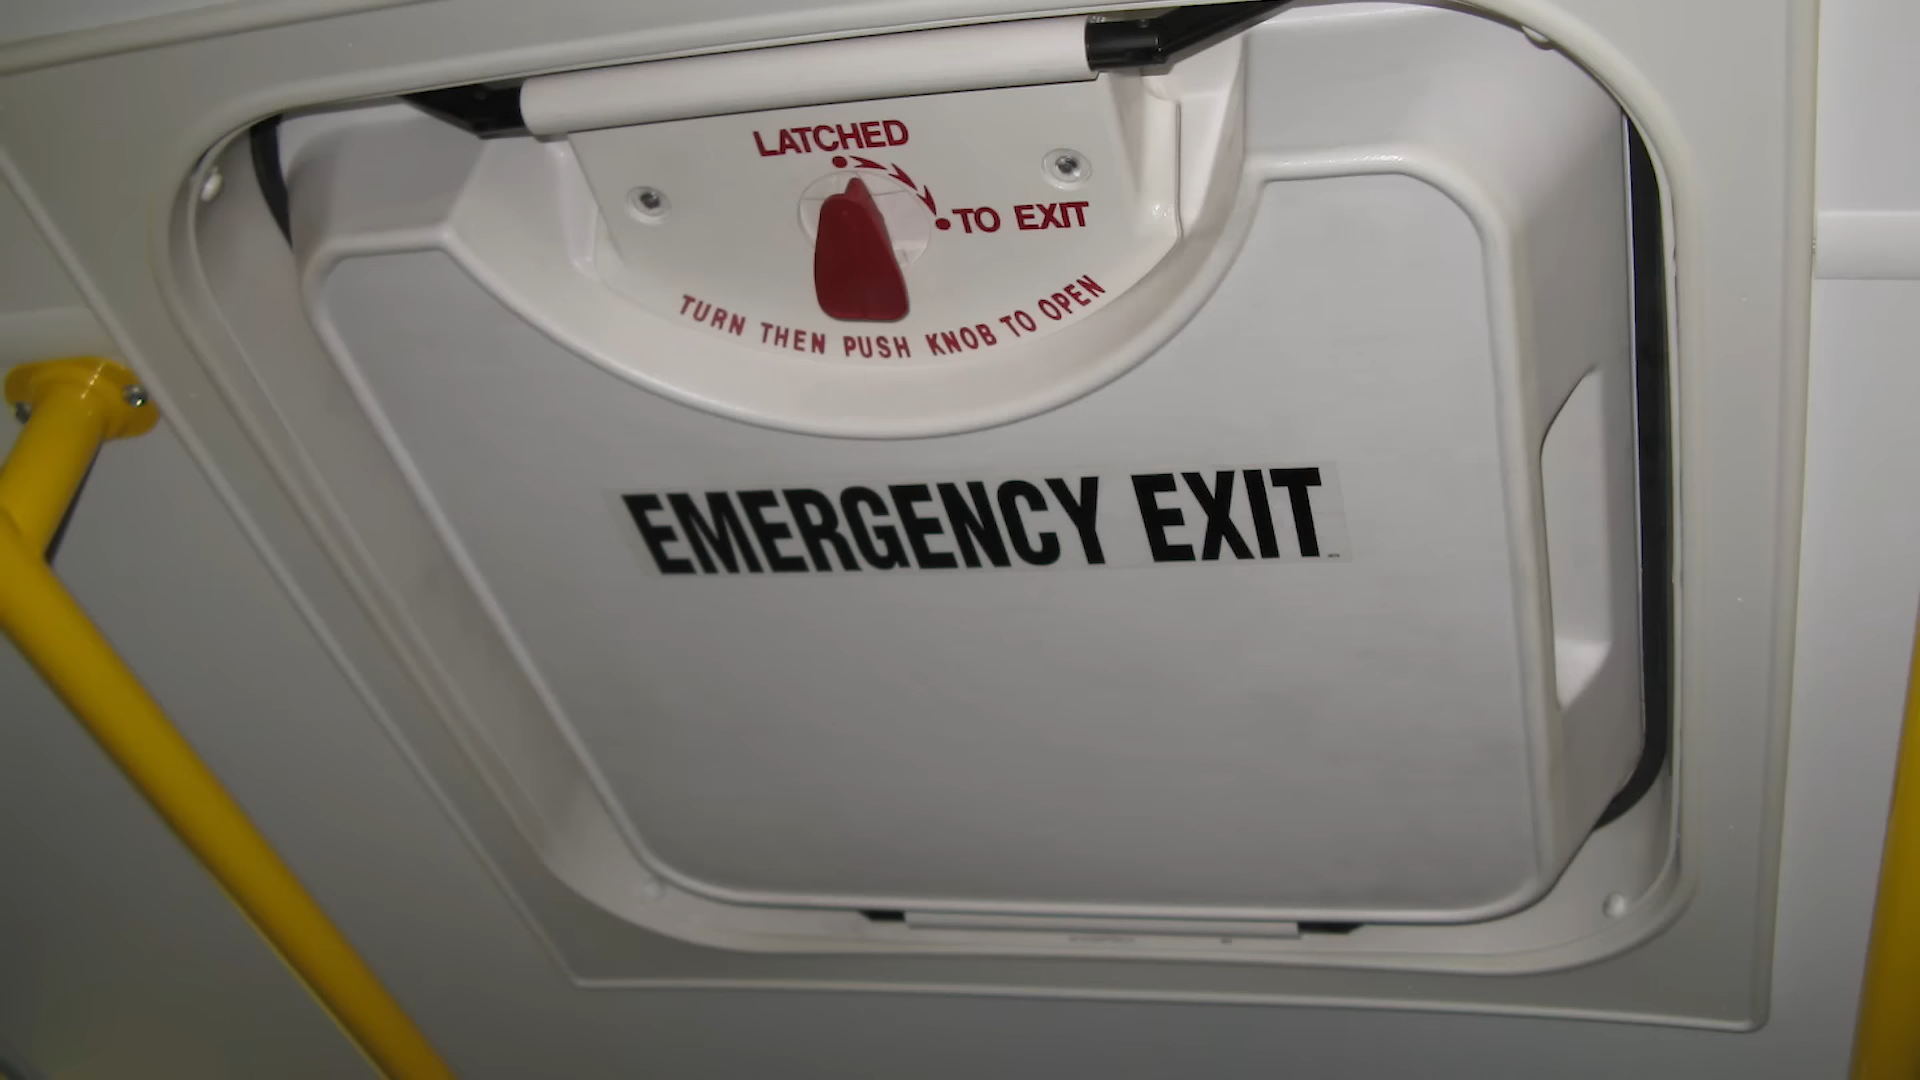 LATCHED
TO EXIT
TURN THEN PUSH KNOB TO OPEN
EMERGENCY EXIT